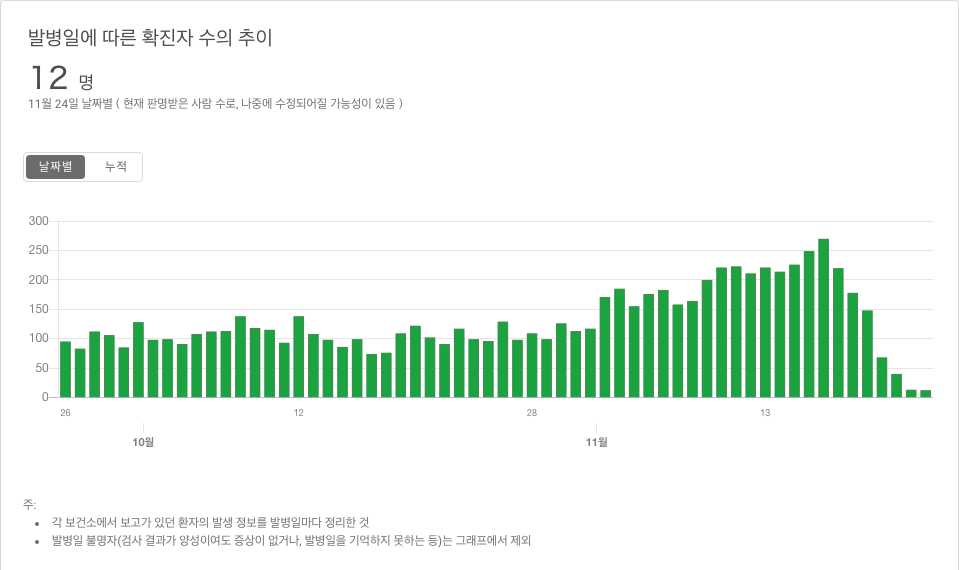 발병일에 따른 확진자 수의 추이
12 명
11월 24일 날짜별 ( 현재 판명받은 사람 수로, 나중에 수정되어질 가능성이 있음 )
날짜별 누적
300
250
200
150
100
50
0
26 12 28 13
10월 11월
주:
• 각 보건소에서 보고가 있던 환자의 발생 정보를 발병일마다 정리한 것
• 발병일 불명자(검사 결과가 양성이여도 증상이 없거나, 발병일을 기억하지 못하는 등)는 그래프에서 제외